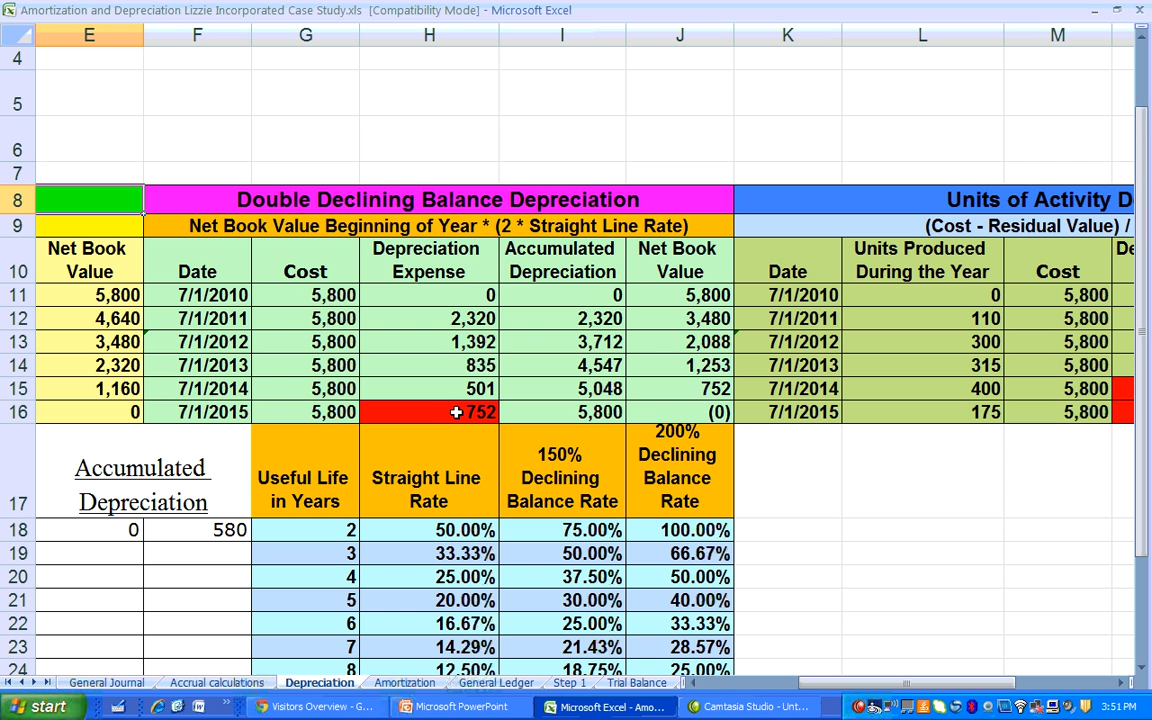 Amortization and Depreciation Lizzie Incorporated Case Study.xls [Compatibility Mode] - Microsoft Excel
E F G H I J K L M
4
5
6
7
8 Double Declining Balance Depreciation Units of Activity D
9 Net Book Value Beginning of Year * (2 * Straight Line Rate) (Cost - Residual Value) /
Net Book Depreciation Accumulated Net Book Units Produced De
10 Value Date Cost Expense Depreciation Value Date During the Year Cost
11 5,800 7/1/2010 5,800 0 0 5,800 7/1/2010 0 5,800
12 4,640 7/1/2011 5,800 2,320 2,320 3,480 7/1/2011 110 5,800
13 3,480 7/1/2012 5,800 1,392 3,712 2,088 7/1/2012 300 5,800
14 2,320 7/1/2013 5,800 835 4,547 1,253 7/1/2013 315 5,800
15 1,160 7/1/2014 5,800 501 5,048 752 7/1/2014 400 5,800
16 0 7/1/2015 5,800 752 5,800 (0) 7/1/2015 175 5,800
200%
150% Declining
Accumulated Useful Life Straight Line Declining Balance
17 Depreciation in Years Rate Balance Rate Rate
18 0 580 2 50.00% 75.00% 100.00%
19 3 33.33% 50.00% 66.67%
20 4 25.00% 37.50% 50.00%
21 5 20.00% 30.00% 40.00%
22 6 16.67% 25.00% 33.33%
23 7 14.29% 21.43% 28.57%
24 8 12.50% 18.75% 25.00%
General Journal Accrual calculations Depreciation Amortization General Ledger Step 1 Trial Balance
start Visitors Overview - G... Microsoft PowerPoint Microsoft Excel - Amo... Camtasia Studio - Unt... 3:51 PM